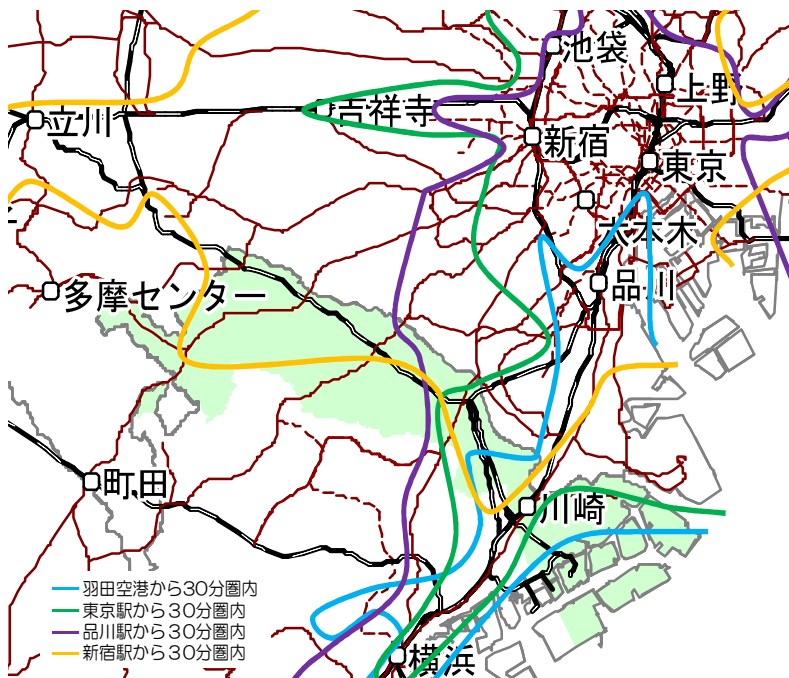 池袋
上野
吉祥寺
立川
新宿
東京
六本木
品川
多摩センター
町田
川崎
羽田空港から30分圏内
東京駅から30分圏内
品川駅から30分圏内
新宿駅から30分圏内
横浜